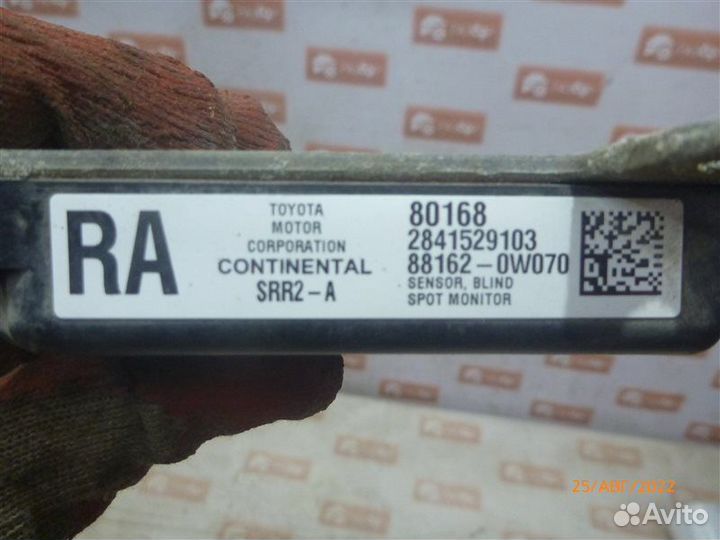 RA
TOYOTA
MOTOR
CORPORATION
CONTINENTAL
SRR2-A
80168
2841529103
88162-0W070
SENSOR, BLIND
SPOT MONITOR
25/АВГ/2022
Avito